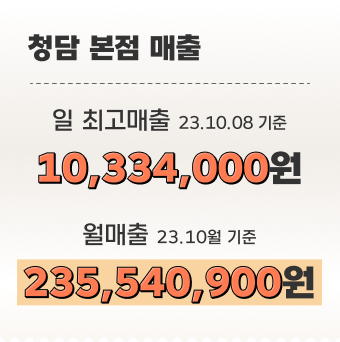 청담 본점 매출
일 최고매출 23.10.08 기준
10,334,000원
월매출 23.10월 기준
235,540,900원